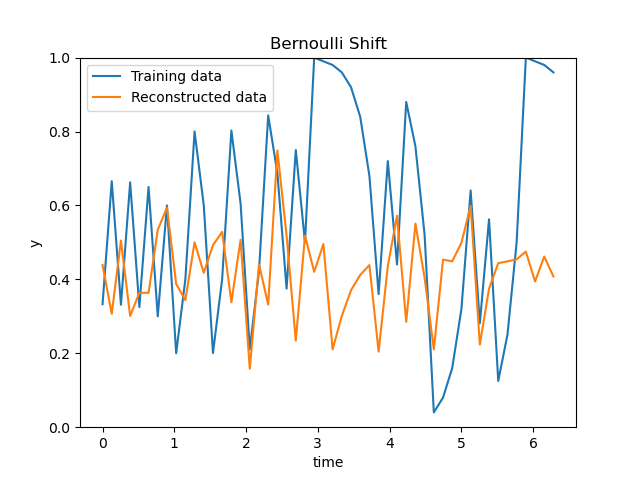 Bernoulli Shift
Training data
Reconstructed data
1.0
0.8
0.6
0.4
0.2
0.0
y
0 1 2 3 4 5 6
time